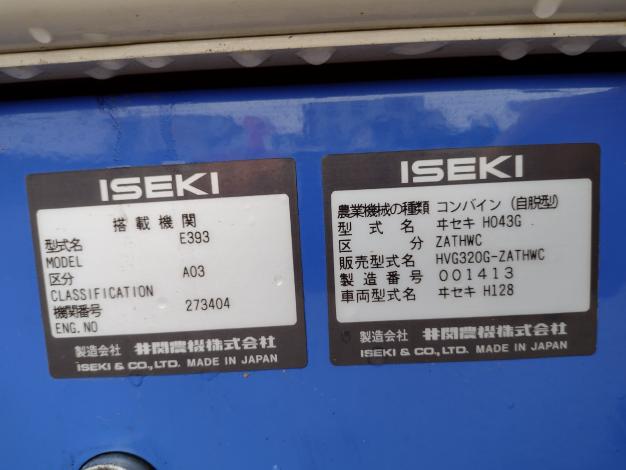 ISEKI
搭載機関
型式名 E393
MODEL
区分 A03
CLASSIFICATION
機関番号 273404
ENG.NO
製造会社 井関農機株式会社
ISEKI & CO., LTD. MADE IN JAPAN
ISEKI
農業機械の種類 コンバイン (自脱型)
型式名 ヰセキ HO43G
区分 ZATHWC
販売型式名 HVG320G-ZATHWC
製造番号 001413
車両型式名 ヰセキ H128
製造会社 井関農機株式会社
ISEKI & CO., LTD. MADE IN JAPAN